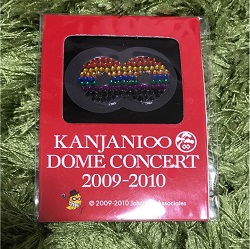 KANJANI∞
DOME CONCERT
2009-2010
© 2009-2010 Johnny & Associates